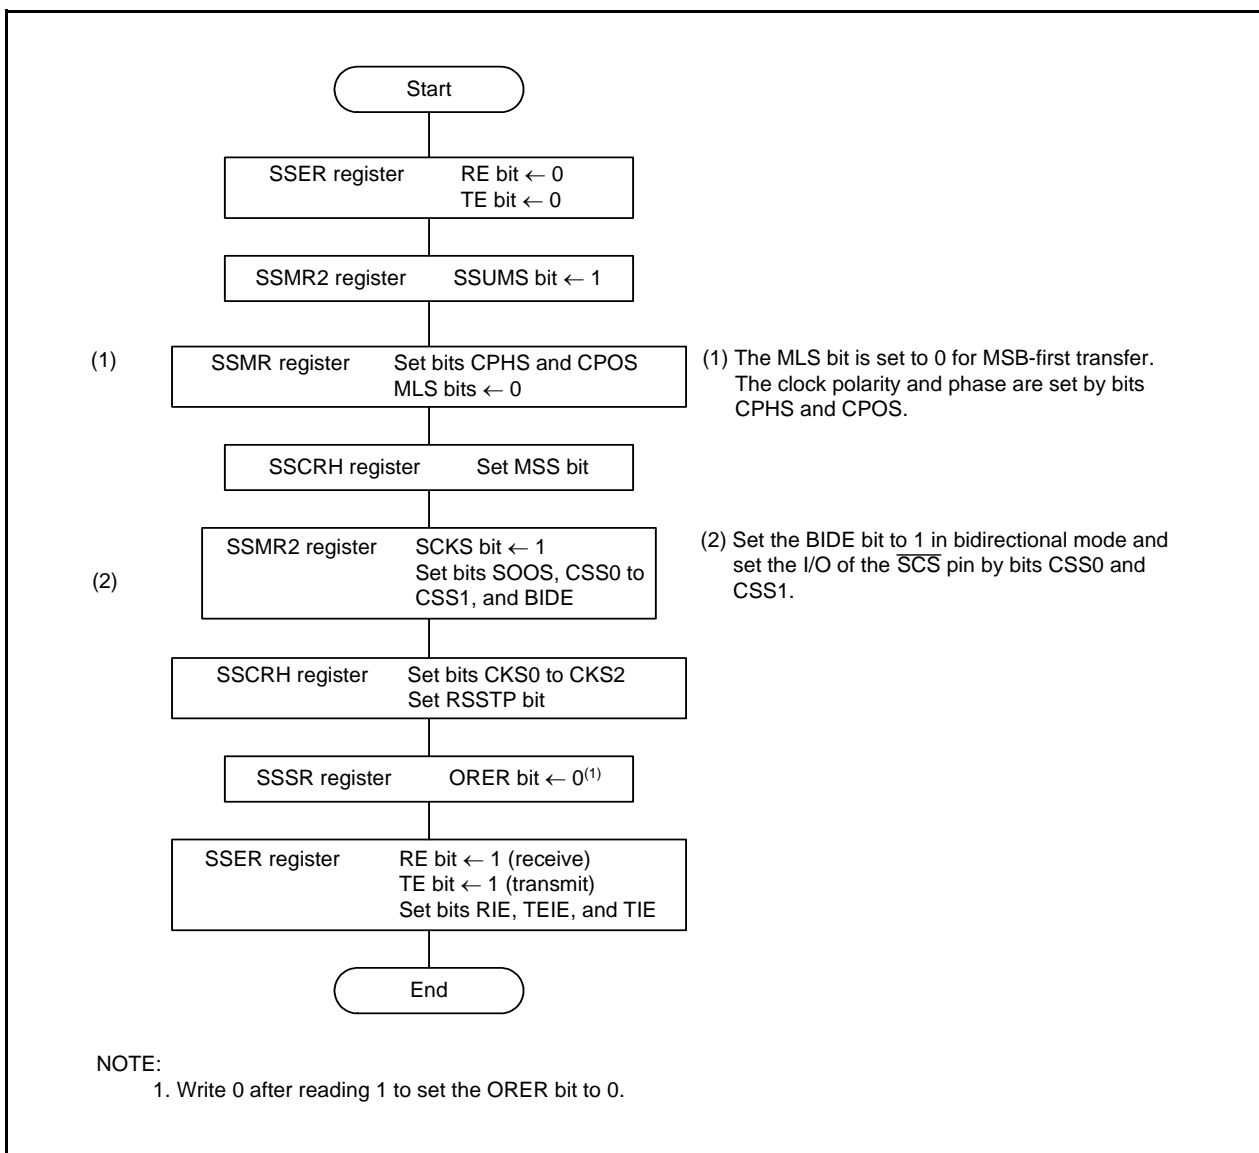 Start
SSER register RE bit ← 0
TE bit ← 0
SSMR2 register SSUMS bit ← 1
(1) SSMR register Set bits CPHS and CPOS
MLS bits ← 0
(1) The MLS bit is set to 0 for MSB-first transfer.
The clock polarity and phase are set by bits
CPHS and CPOS.
SSCRH register Set MSS bit
(2) SSMR2 register SCKS bit ← 1
Set bits SOOS, CSS0 to
CSS1, and BIDE
(2) Set the BIDE bit to 1 in bidirectional mode and
set the I/O of the S̅C̅S̅ pin by bits CSS0 and
CSS1.
SSCRH register Set bits CKS0 to CKS2
Set RSSTP bit
SSSR register ORER bit ← 0(1)
SSER register RE bit ← 1 (receive)
TE bit ← 1 (transmit)
Set bits RIE, TEIE, and TIE
End
NOTE:
1. Write 0 after reading 1 to set the ORER bit to 0.